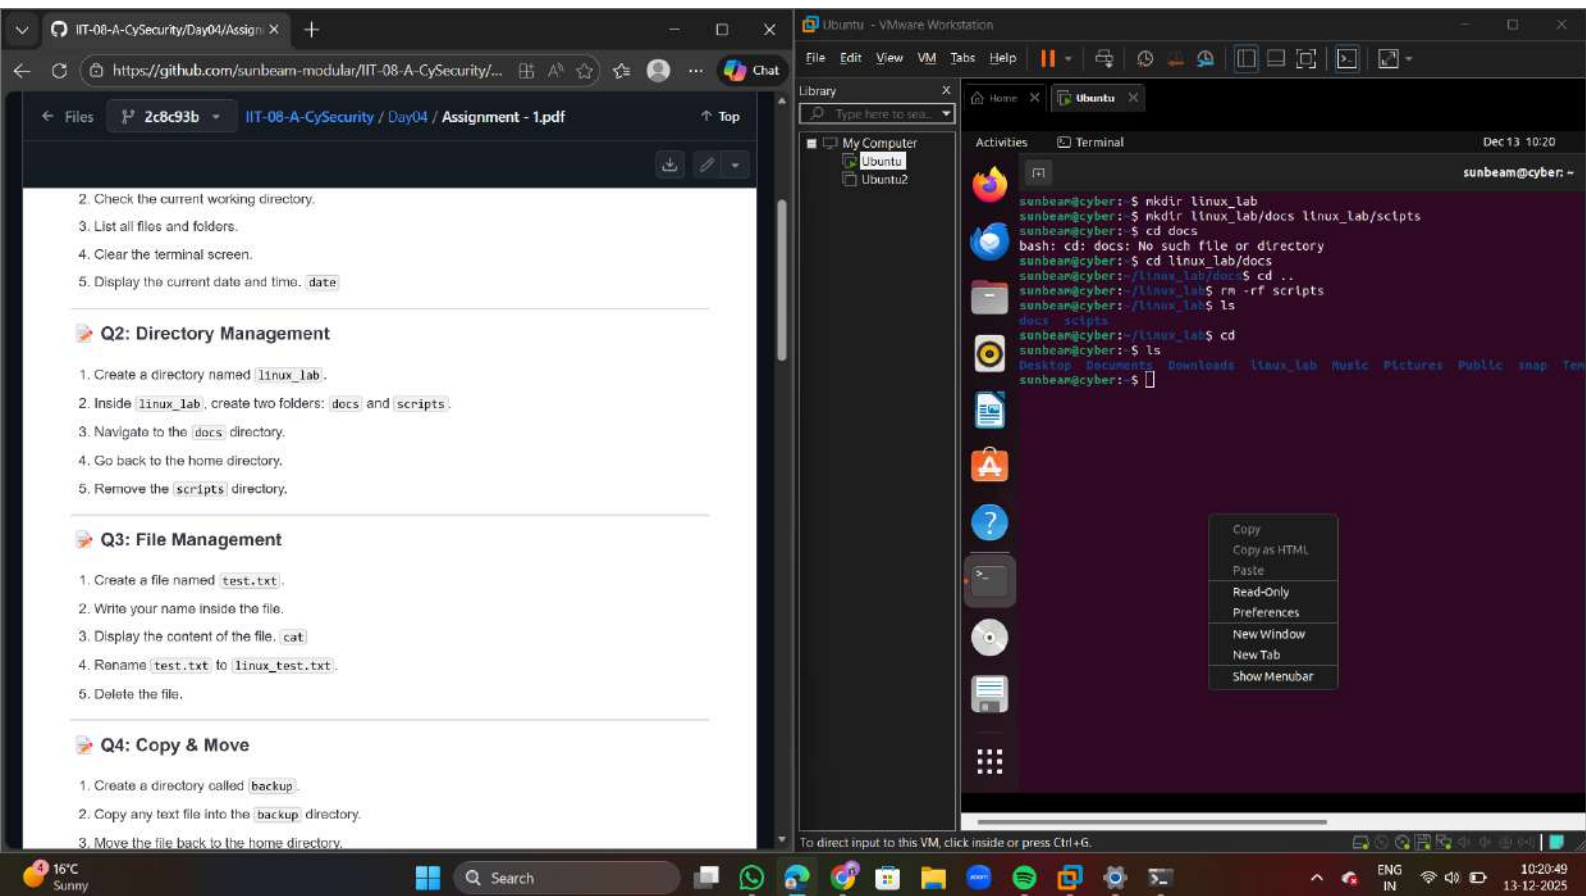 IIT-08-A-CySecurity/Day04/Assign
https://github.com/sunbeam-modular/IIT-08-A-CySecurity/...
Chat
Files
2c8c93b
IIT-08-A-CySecurity / Day04 / Assignment - 1.pdf
Top
2. Check the current working directory.
3. List all files and folders.
4. Clear the terminal screen.
5. Display the current date and time. date
Q2: Directory Management
1. Create a directory named linux_lab.
2. Inside linux_lab, create two folders: docs and scripts.
3. Navigate to the docs directory.
4. Go back to the home directory.
5. Remove the scripts directory.
Q3: File Management
1. Create a file named test.txt.
2. Write your name inside the file.
3. Display the content of the file. cat
4. Rename test.txt to linux_test.txt.
5. Delete the file.
Q4: Copy & Move
1. Create a directory called backup.
2. Copy any text file into the backup directory.
3. Move the file back to the home directory.
Ubuntu - VMware Workstation
File Edit View VM Tabs Help
Library X
Type here to sea...
My Computer
Ubuntu
Ubuntu2
Home
Ubuntu
Activities
Terminal
Dec 13 10:20
sunbeam@cyber: ~
sunbeam@cyber:~$ mkdir linux_lab
sunbeam@cyber:~$ mkdir linux_lab/docs linux_lab/scipts
sunbeam@cyber:~$ cd docs
bash: cd: docs: No such file or directory
sunbeam@cyber:~$ cd linux_lab/docs
sunbeam@cyber:~/linux_lab/docs$ cd ..
sunbeam@cyber:~/linux_lab$ rm -rf scripts
sunbeam@cyber:~/linux_lab$ ls
docs scipts
sunbeam@cyber:~/linux_lab$ cd
sunbeam@cyber:~$ ls
Desktop Documents Downloads linux_lab Music Pictures Public snap Tem
sunbeam@cyber:~$
Copy
Copy as HTML
Paste
Read-Only
Preferences
New Window
New Tab
Show Menubar
To direct input to this VM, click inside or press Ctrl+G.
4
16°C
Sunny
Search
zoom
ENG
IN
10:20:49
13-12-2025